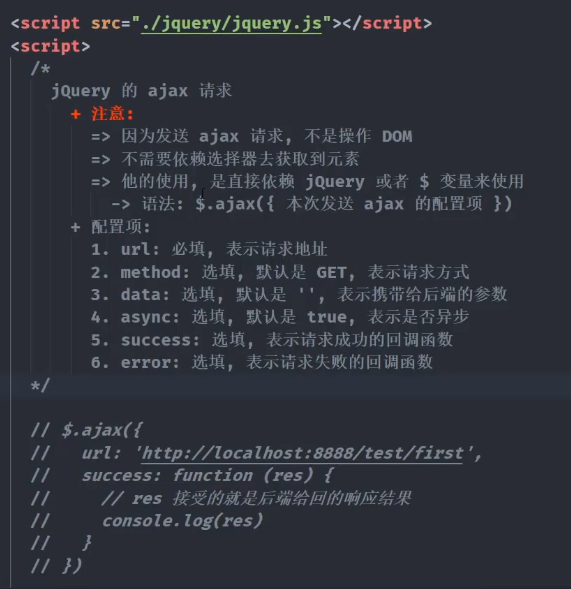 <script src="./jquery/jquery.js"></script>
<script>
/*
jQuery 的 ajax 请求
+ 注意:
=> 因为发送 ajax 请求, 不是操作 DOM
=> 不需要依赖选择器去获取到元素
=> 他的使用, 是直接依赖 jQuery 或者 $ 变量来使用
-> 语法: $.ajax({ 本次发送 ajax 的配置项 })
+ 配置项:
1. url: 必填, 表示请求地址
2. method: 选填, 默认是 GET, 表示请求方式
3. data: 选填, 默认是 '', 表示携带给后端的参数
4. async: 选填, 默认是 true, 表示是否异步
5. success: 选填, 表示请求成功的回调函数
6. error: 选填, 表示请求失败的回调函数
*/
// $.ajax({
//   url: 'http://localhost:8888/test/first',
//   success: function (res) {
//     // res 接受的就是后端给回的响应结果
//     console.log(res)
//   }
// })